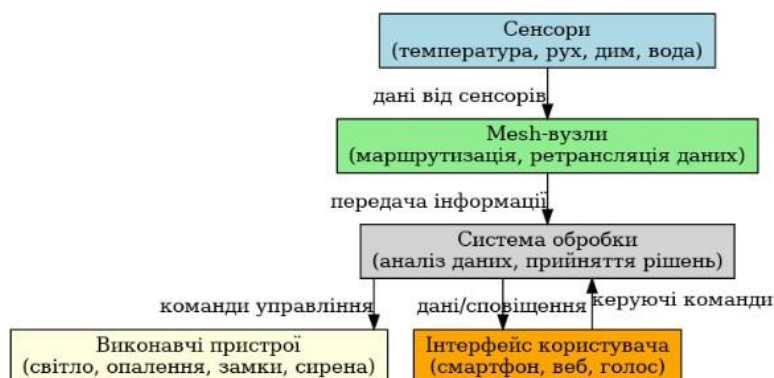 Сенсори
(температура, рух, дим, вода)
дані від сенсорів
Mesh-вузли
(маршрутизація, ретрансляція даних)
передача інформації
Система обробки
(аналіз даних, прийняття рішень)
команди управління
дані/сповіщення
керуючі команди
Виконавчі пристрої
(світло, опалення, замки, сирена)
Інтерфейс користувача
(смартфон, веб, голос)